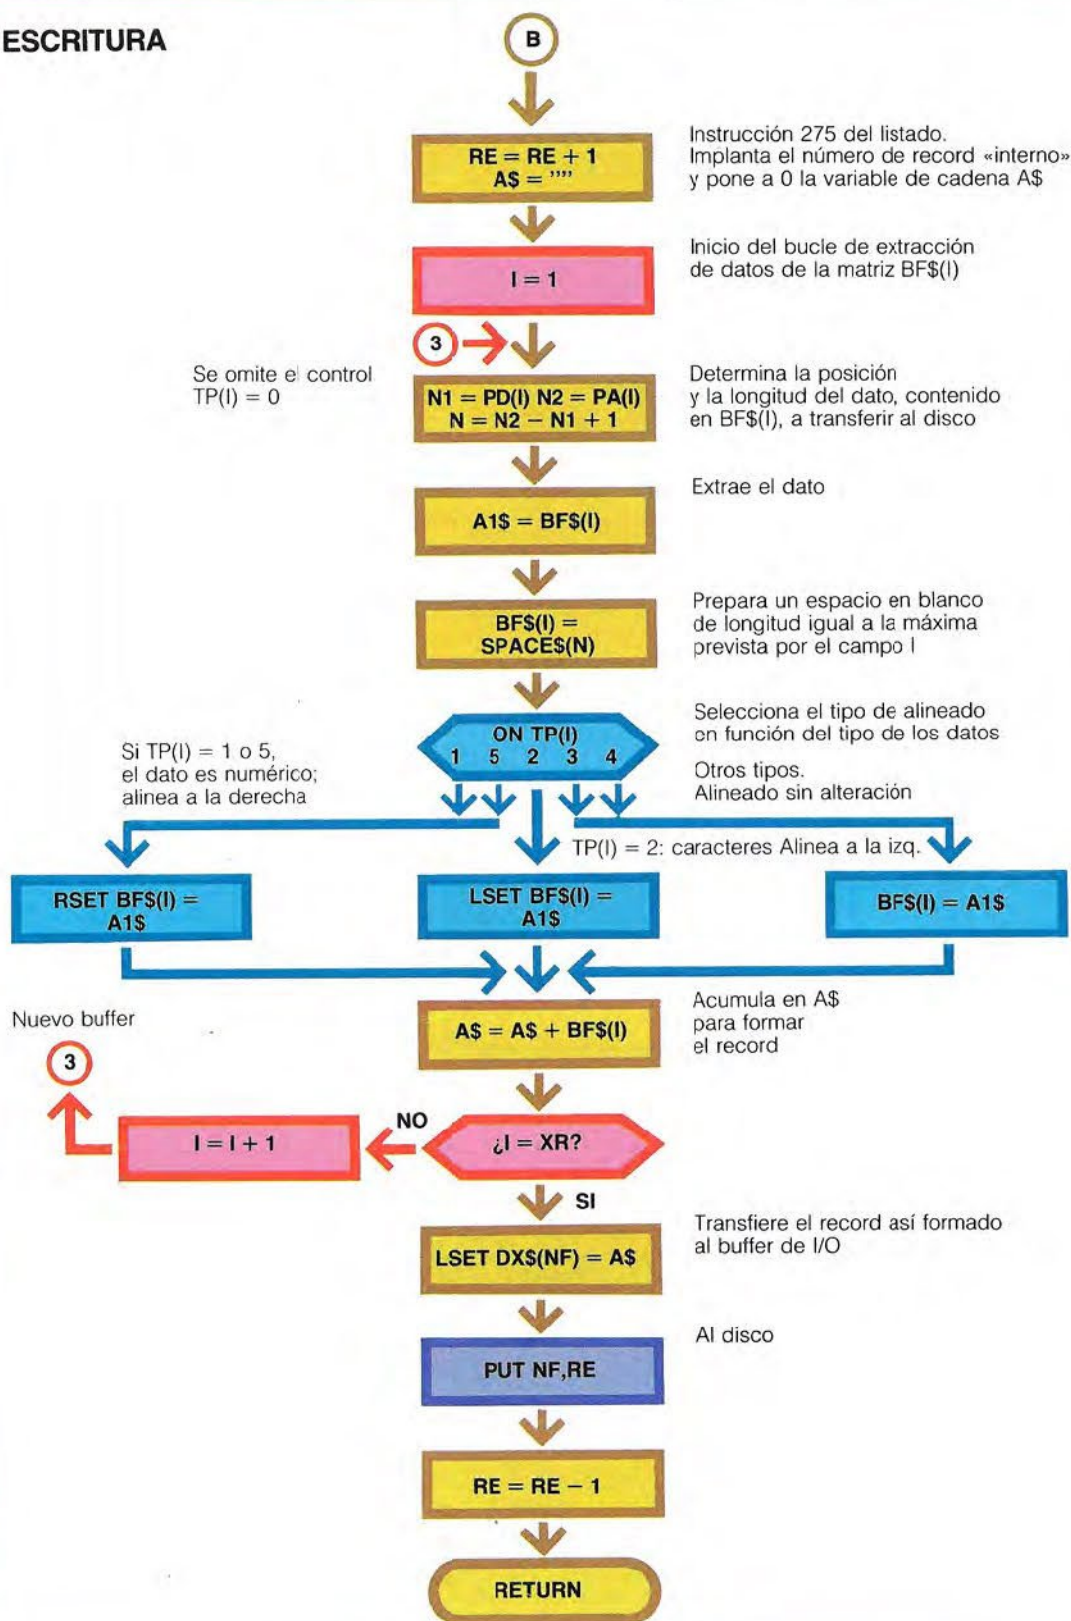 ESCRITURA
B
RE = RE + 1
A$ = ""
Instrucción 275 del listado.
Implanta el número de record «interno»
y pone a 0 la variable de cadena A$
I = 1
Inicio del bucle de extracción
de datos de la matriz BF$(I)
3
Se omite el control
TP(I) = 0
N1 = PD(I) N2 = PA(I)
N = N2 − N1 + 1
Determina la posición
y la longitud del dato, contenido
en BF$(I), a transferir al disco
A1$ = BF$(I)
Extrae el dato
BF$(I) =
SPACE$(N)
Prepara un espacio en blanco
de longitud igual a la máxima
prevista por el campo I
ON TP(I)
1 5 2 3 4
Selecciona el tipo de alineado
en función del tipo de los datos
Si TP(I) = 1 o 5,
el dato es numérico;
alinea a la derecha
Otros tipos.
Alineado sin alteración
TP(I) = 2: caracteres Alinea a la izq.
RSET BF$(I) =
A1$
LSET BF$(I) =
A1$
BF$(I) = A1$
A$ = A$ + BF$(I)
Acumula en A$
para formar
el record
Nuevo buffer
3
I = I + 1
NO
¿I = XR?
SI
LSET DX$(NF) = A$
Transfiere el record así formado
al buffer de I/O
PUT NF,RE
Al disco
RE = RE − 1
RETURN